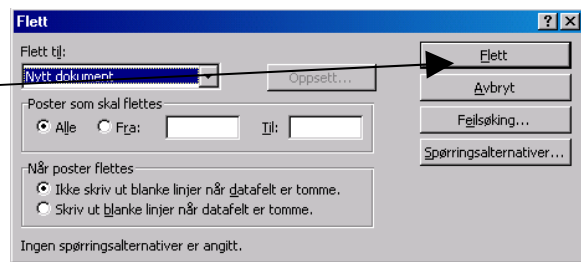 Flett
Flett til:
Nytt dokument
Oppsett...
Poster som skal flettes
Alle Fra: Til:
Når poster flettes
Ikke skriv ut blanke linjer når datafelt er tomme.
Skriv ut blanke linjer når datafelt er tomme.
Ingen spørringsalternativer er angitt.
Flett
Avbryt
Feilsøking...
Spørringsalternativer...